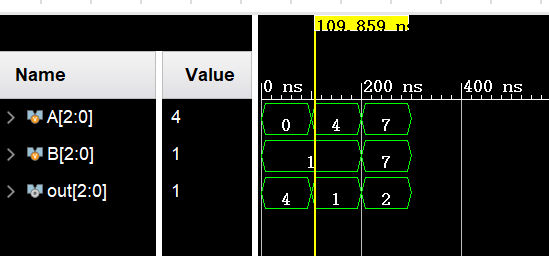 109.859 ns
Name Value 0 ns 200 ns 400 ns
A[2:0] 4 0 4 7
B[2:0] 1 1 7
out[2:0] 1 4 1 2